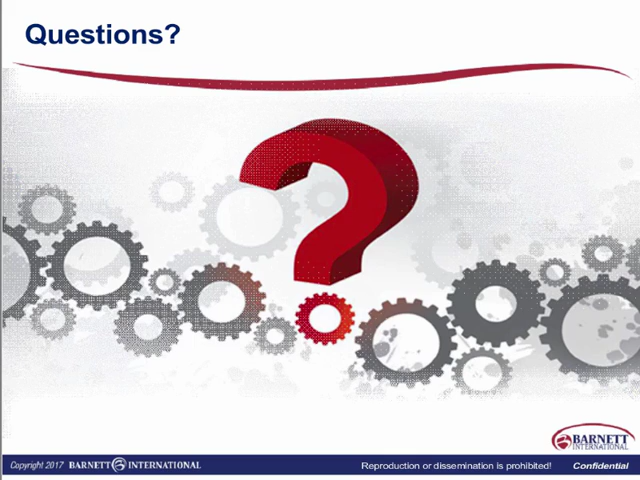 Questions?
BARNETT
INTERNATIONAL
Copyright 2017 BARNETT INTERNATIONAL
Reproduction or dissemination is prohibited! Confidential